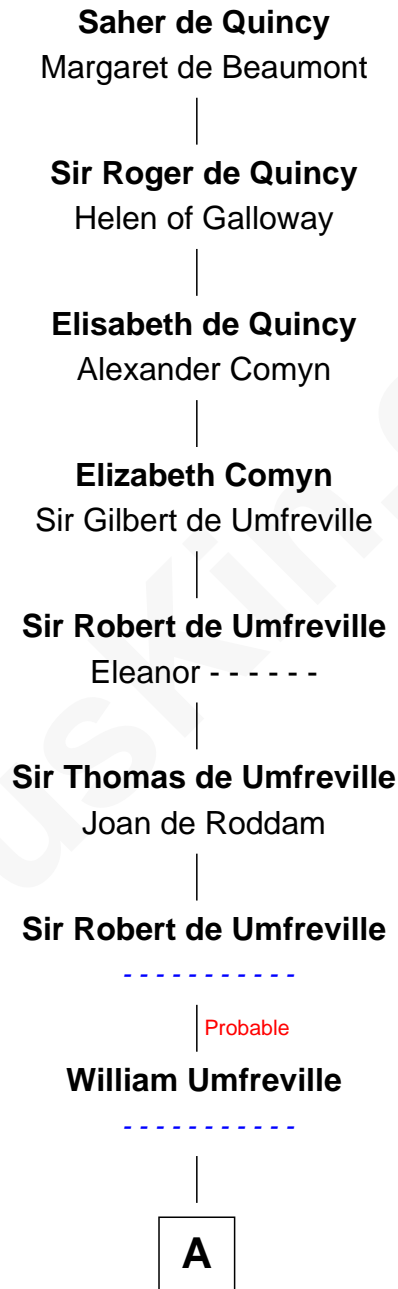 Saher de Quincy
Margaret de Beaumont
Sir Roger de Quincy
Helen of Galloway
Elisabeth de Quincy
Alexander Comyn
Elizabeth Comyn
Sir Gilbert de Umfreville
Sir Robert de Umfreville
Eleanor - - - - - -
Sir Thomas de Umfreville
Joan de Roddam
Sir Robert de Umfreville
- - - - - - - - - - -
Probable
William Umfreville
- - - - - - - - - - -
A